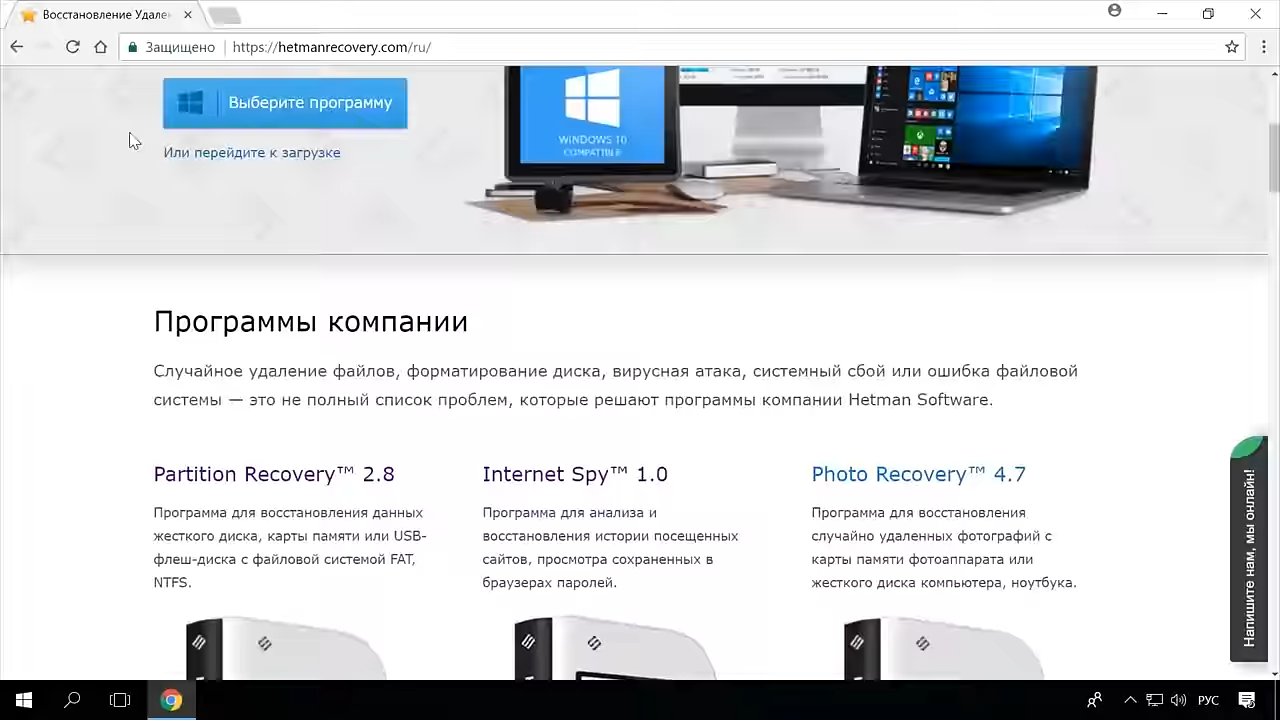 Восстановление Удале
Защищено
https://hetmanrecovery.com/ru/
Выберите программу
Или перейдите к загрузке
WINDOWS 10
COMPATIBLE
Программы компании
Случайное удаление файлов, форматирование диска, вирусная атака, системный сбой или ошибка файловой
системы — это не полный список проблем, которые решают программы компании Hetman Software.
Partition Recovery™ 2.8
Программа для восстановления данных
жесткого диска, карты памяти или USB-
флеш-диска с файловой системой FAT,
NTFS.
Internet Spy™ 1.0
Программа для анализа и
восстановления истории посещенных
сайтов, просмотра сохраненных в
браузерах паролей.
Photo Recovery™ 4.7
Программа для восстановления
случайно удаленных фотографий с
карты памяти фотоаппарата или
жесткого диска компьютера, ноутбука.
Напишите нам, мы онлайн!
РУС